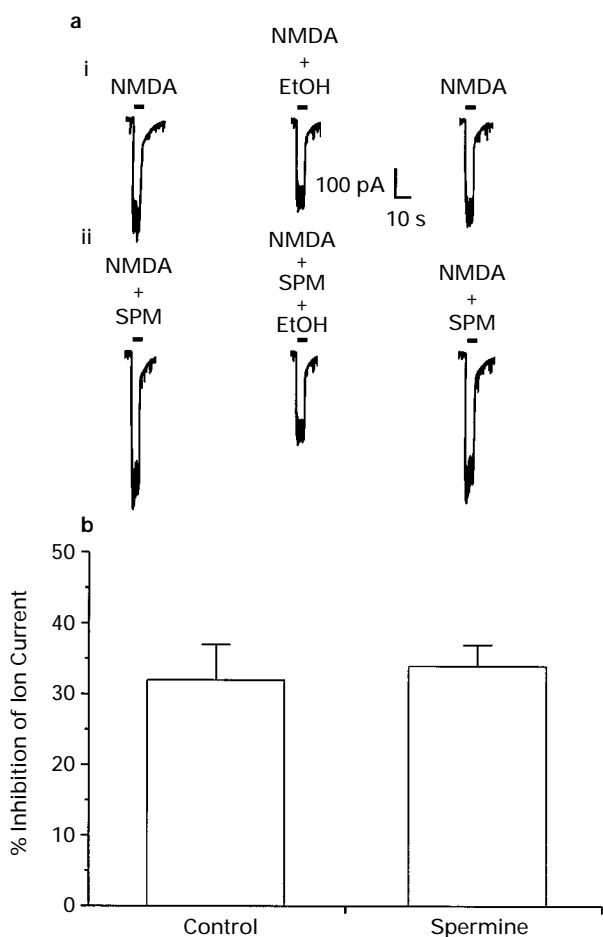 a
i
NMDA
NMDA
+
EtOH
NMDA
100 pA
10 s
ii
NMDA
+
SPM
NMDA
+
SPM
+
EtOH
NMDA
+
SPM
b
% Inhibition of Ion Current
50
40
30
20
10
0
Control
Spermine